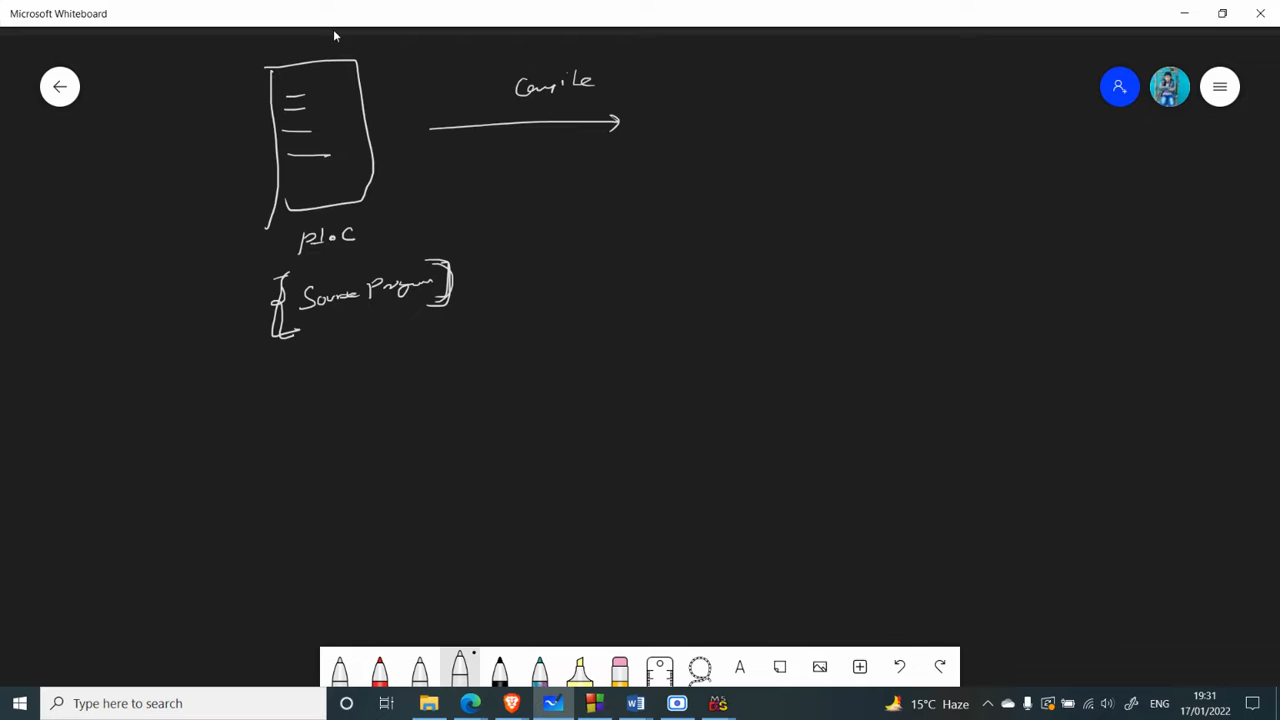 Microsoft Whiteboard
Compile
p1.c
{ Source Program }
A
Type here to search
15°C Haze
ENG
19:31
17/01/2022